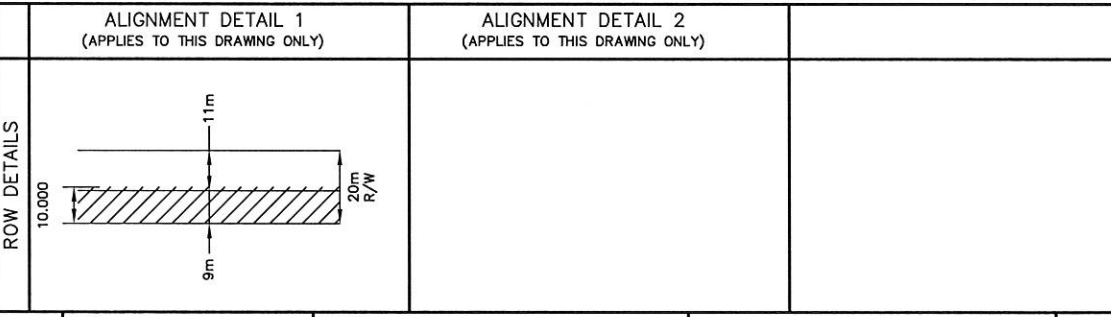 ALIGNMENT DETAIL 1
(APPLIES TO THIS DRAWING ONLY)
ALIGNMENT DETAIL 2
(APPLIES TO THIS DRAWING ONLY)
ROW DETAILS
11m
10.000
20m
R/W
9m